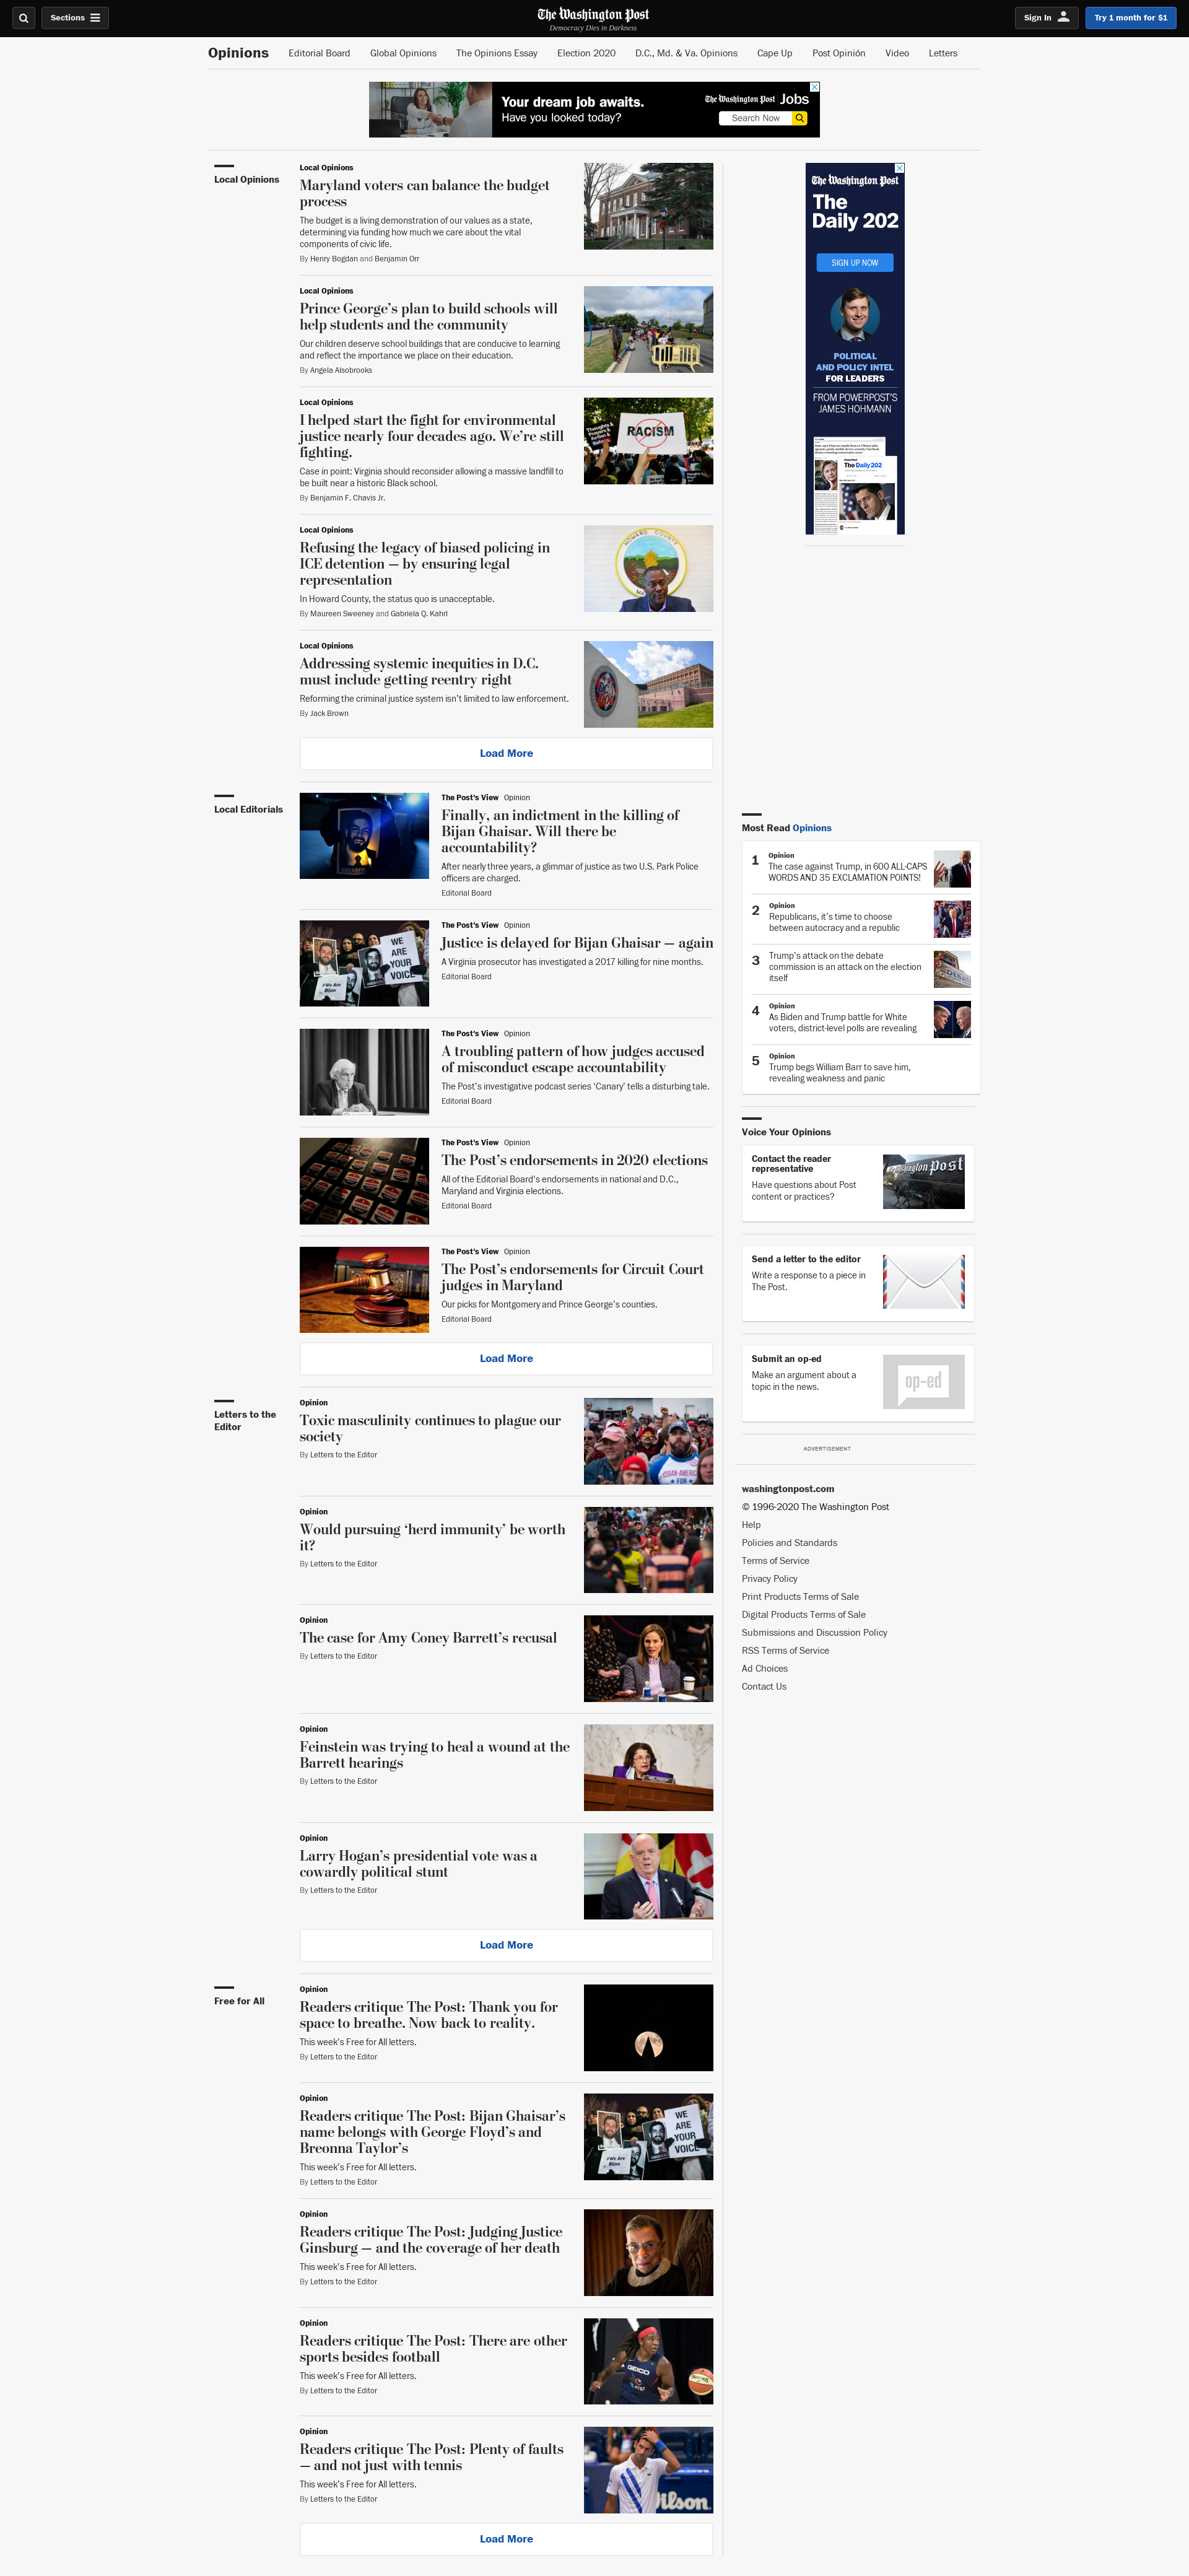 Sections
The Washington Post
Democracy Dies in Darkness
Sign In
Try 1 month for $1
Opinions
Editorial Board
Global Opinions
The Opinions Essay
Election 2020
D.C., Md. & Va. Opinions
Cape Up
Post Opinión
Video
Letters
Your dream job awaits.
Have you looked today?
The Washington Post Jobs
Search Now
Local Opinions
Local Opinions
Maryland voters can balance the budget
process
The budget is a living demonstration of our values as a state,
determining via funding how much we care about the vital
components of civic life.
By Henry Bogdan and Benjamin Orr
Local Opinions
Prince George’s plan to build schools will
help students and the community
Our children deserve school buildings that are conducive to learning
and reflect the importance we place on their education.
By Angela Alsobrooks
Local Opinions
I helped start the fight for environmental
justice nearly four decades ago. We’re still
fighting.
Case in point: Virginia should reconsider allowing a massive landfill to
be built near a historic Black school.
By Benjamin F. Chavis Jr.
RACISM
Local Opinions
Refusing the legacy of biased policing in
ICE detention — by ensuring legal
representation
In Howard County, the status quo is unacceptable.
By Maureen Sweeney and Gabriela Q. Kahrl
HOWARD COUNTY
Local Opinions
Addressing systemic inequities in D.C.
must include getting reentry right
Reforming the criminal justice system isn’t limited to law enforcement.
By Jack Brown
Load More
Local Editorials
The Post's View Opinion
Finally, an indictment in the killing of
Bijan Ghaisar. Will there be
accountability?
After nearly three years, a glimmer of justice as two U.S. Park Police
officers are charged.
Editorial Board
WE
ARE
YOUR
VOICE
The Post's View Opinion
Justice is delayed for Bijan Ghaisar — again
A Virginia prosecutor has investigated a 2017 killing for nine months.
Editorial Board
The Post's View Opinion
A troubling pattern of how judges accused
of misconduct escape accountability
The Post’s investigative podcast series ‘Canary’ tells a disturbing tale.
Editorial Board
The Post's View Opinion
The Post’s endorsements in 2020 elections
All of the Editorial Board’s endorsements in national and D.C.,
Maryland and Virginia elections.
Editorial Board
The Post's View Opinion
The Post’s endorsements for Circuit Court
judges in Maryland
Our picks for Montgomery and Prince George’s counties.
Editorial Board
Load More
Letters to the
Editor
Opinion
Toxic masculinity continues to plague our
society
By Letters to the Editor
Opinion
Would pursuing ‘herd immunity’ be worth
it?
By Letters to the Editor
Opinion
The case for Amy Coney Barrett’s recusal
By Letters to the Editor
Opinion
Feinstein was trying to heal a wound at the
Barrett hearings
By Letters to the Editor
Opinion
Larry Hogan’s presidential vote was a
cowardly political stunt
By Letters to the Editor
Load More
Free for All
Opinion
Readers critique The Post: Thank you for
space to breathe. Now back to reality.
This week’s Free for All letters.
By Letters to the Editor
Opinion
Readers critique The Post: Bijan Ghaisar’s
name belongs with George Floyd’s and
Breonna Taylor’s
This week’s Free for All letters.
By Letters to the Editor
WE
ARE
YOUR
VOICE
Opinion
Readers critique The Post: Judging Justice
Ginsburg — and the coverage of her death
This week’s Free for All letters.
By Letters to the Editor
Opinion
Readers critique The Post: There are other
sports besides football
This week’s Free for All letters.
By Letters to the Editor
GEICO
Opinion
Readers critique The Post: Plenty of faults
— and not just with tennis
This week’s Free for All letters.
By Letters to the Editor
Wilson.
Load More
The Washington Post
The
Daily 202
SIGN UP NOW
POLITICAL
AND POLICY INTEL
FOR LEADERS
FROM POWERPOST'S
JAMES HOHMANN
The Daily 202
Most Read Opinions
1
Opinion
The case against Trump, in 600 ALL-CAPS
WORDS AND 35 EXCLAMATION POINTS!
2
Opinion
Republicans, it’s time to choose
between autocracy and a republic
3
Trump’s attack on the debate
commission is an attack on the election
itself
4
Opinion
As Biden and Trump battle for White
voters, district-level polls are revealing
5
Opinion
Trump begs William Barr to save him,
revealing weakness and panic
Voice Your Opinions
Contact the reader
representative
Have questions about Post
content or practices?
Washington Post
Send a letter to the editor
Write a response to a piece in
The Post.
Submit an op-ed
Make an argument about a
topic in the news.
op-ed
ADVERTISEMENT
washingtonpost.com
© 1996-2020 The Washington Post
Help
Policies and Standards
Terms of Service
Privacy Policy
Print Products Terms of Sale
Digital Products Terms of Sale
Submissions and Discussion Policy
RSS Terms of Service
Ad Choices
Contact Us